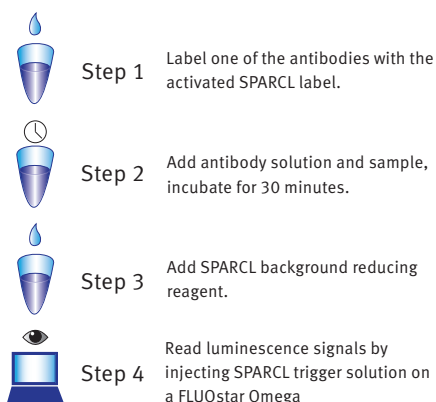 Step 1
Label one of the antibodies with the
activated SPARCL label.
Step 2
Add antibody solution and sample,
incubate for 30 minutes.
Step 3
Add SPARCL background reducing
reagent.
Step 4
Read luminescence signals by
injecting SPARCL trigger solution on
a FLUOstar Omega